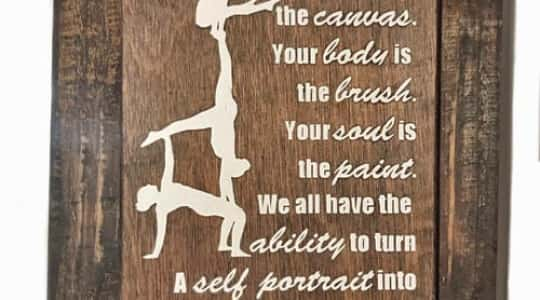 the canvas.
Your body is
the brush.
Your soul is
the paint.
We all have the
ability to turn
A self portrait into